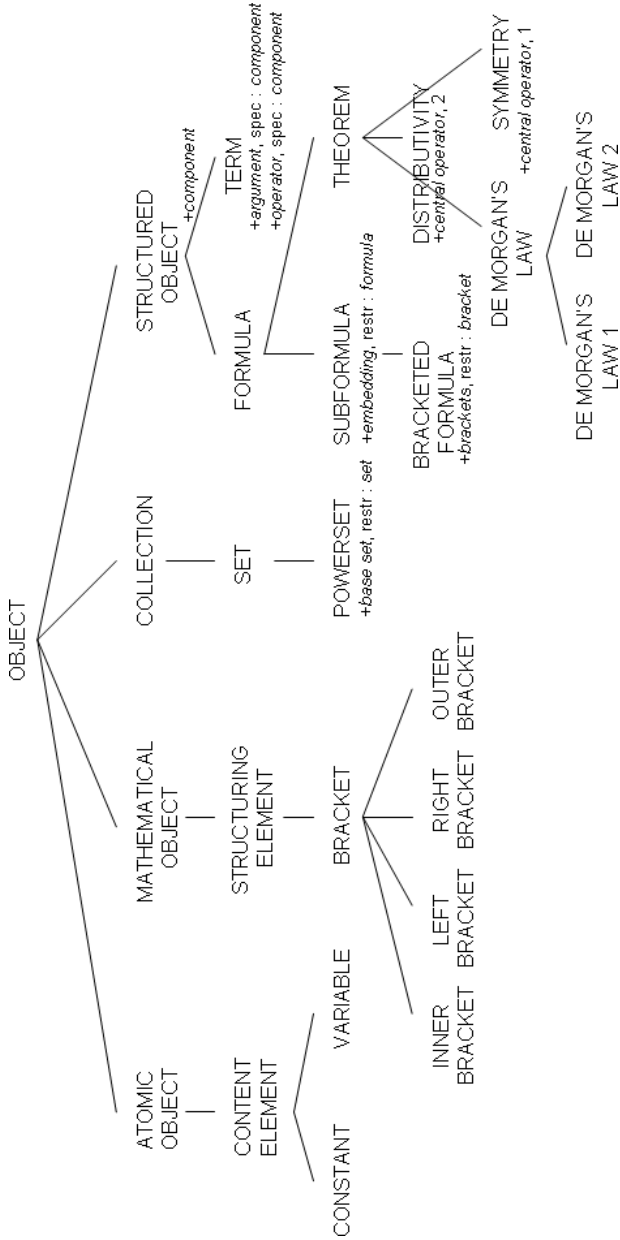 OBJECT
ATOMIC
OBJECT
MATHEMATICAL
OBJECT
COLLECTION
STRUCTURED
OBJECT
+component
CONTENT
ELEMENT
STRUCTURING
ELEMENT
SET
FORMULA
TERM
+argument, spec : component
+operator, spec : component
CONSTANT
VARIABLE
BRACKET
POWERSET
+base set, restr : set
SUBFORMULA
+embedding, restr : formula
THEOREM
INNER
BRACKET
LEFT
BRACKET
RIGHT
BRACKET
OUTER
BRACKET
BRACKETED
FORMULA
+brackets, restr : bracket
DISTRIBUTIVITY
+central operator, 2
DE MORGAN'S
LAW
SYMMETRY
+central operator, 1
DE MORGAN'S
LAW 1
DE MORGAN'S
LAW 2